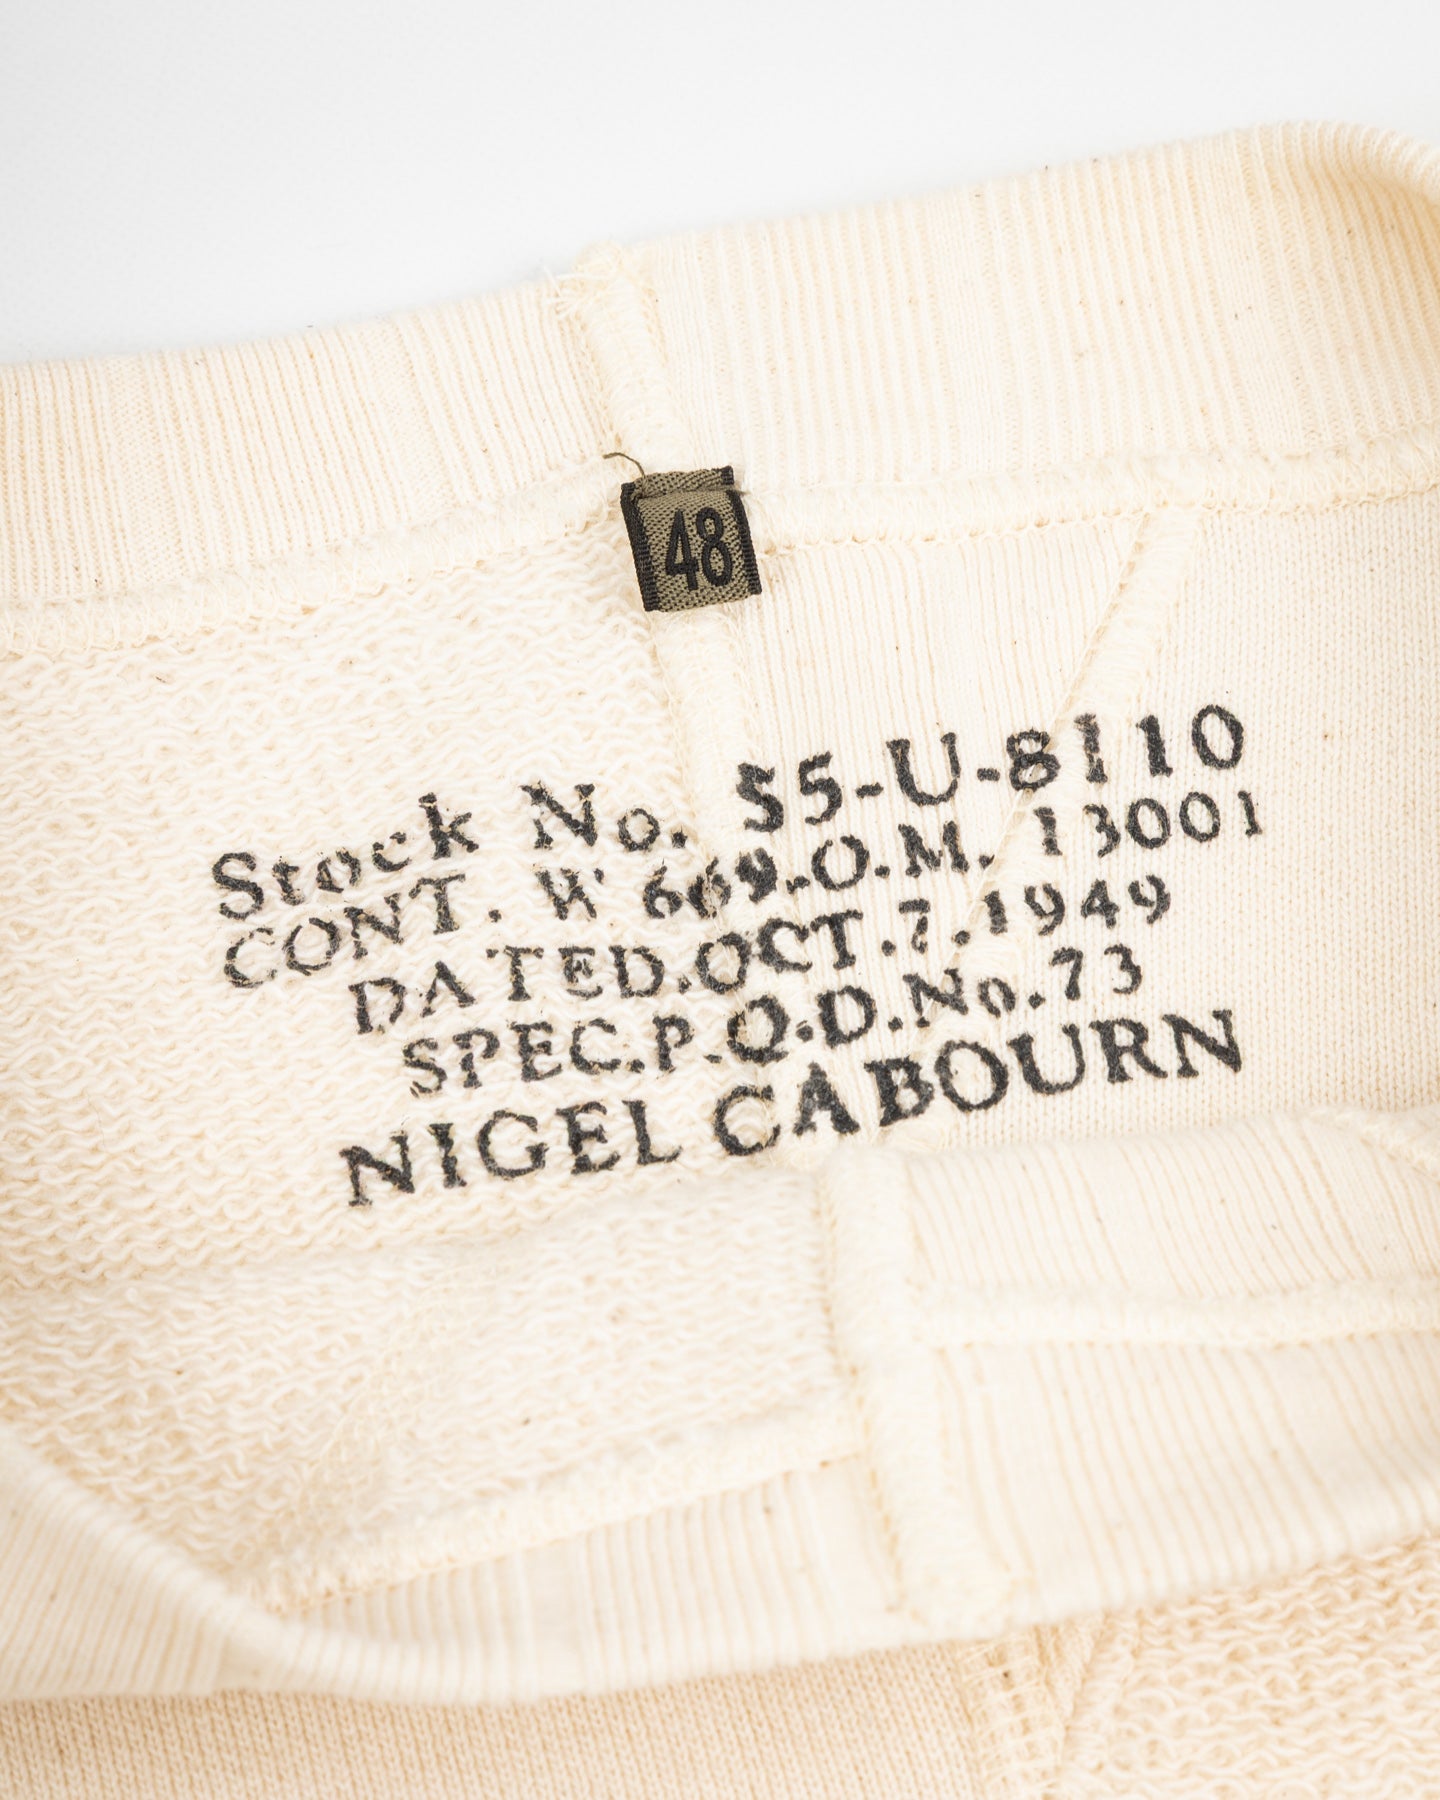 48
Stock No. 55-U-8110
CONT. W 669.O.M. 13001
DATED.OCT.7.1949
SPEC.P.Q.D.No.73
NIGEL CABOURN